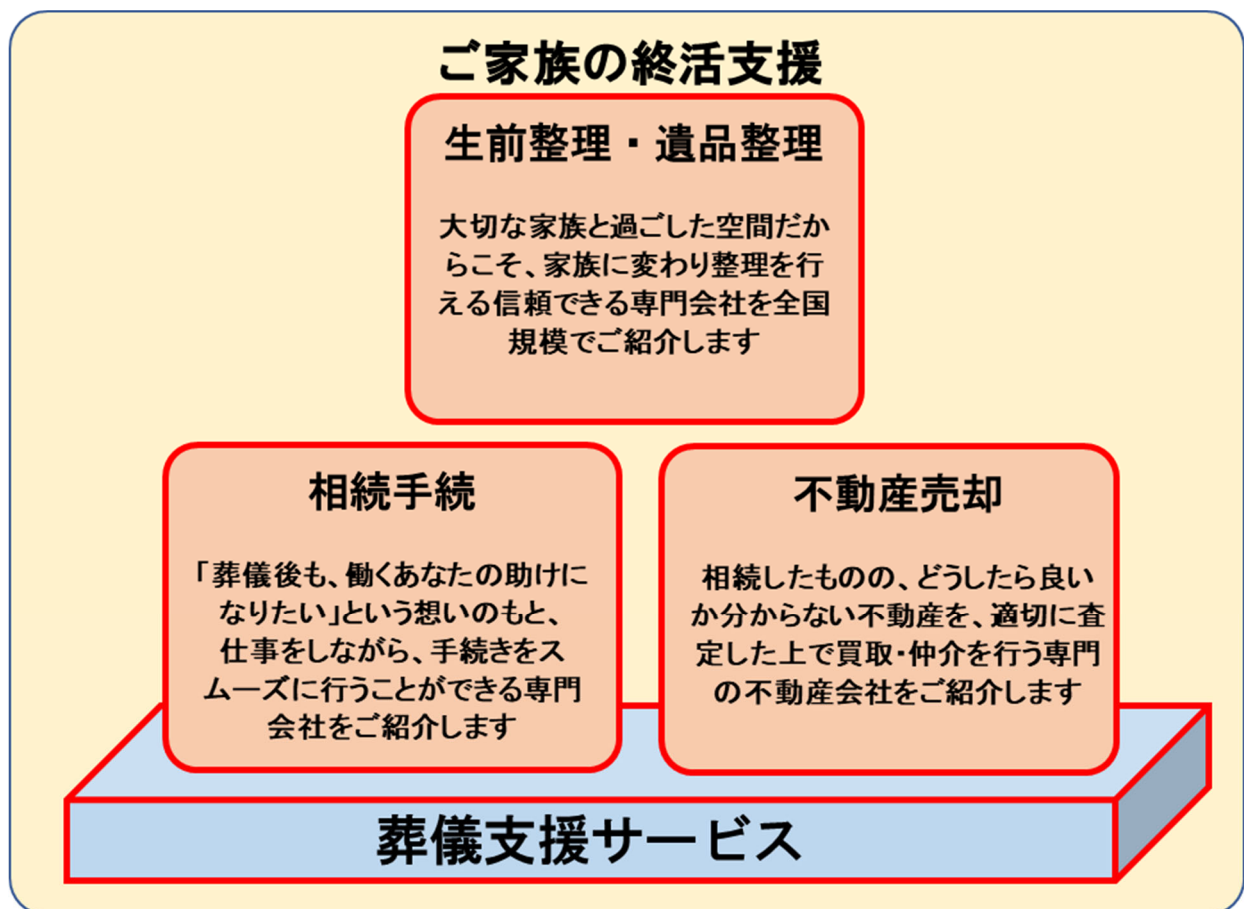 ご家族の終活支援
生前整理・遺品整理
大切な家族と過ごした空間だか
らこそ、家族に変わり整理を行
える信頼できる専門会社を全国
規模でご紹介します
相続手続
「葬儀後も、働くあなたの助けに
なりたい」という想いのもと、
仕事をしながら、手続きをス
ムーズに行うことができる専門
会社をご紹介します
不動産売却
相続したものの、どうしたら良い
か分からない不動産を、適切に査
定した上で買取・仲介を行う専門
の不動産会社をご紹介します
葬儀支援サービス